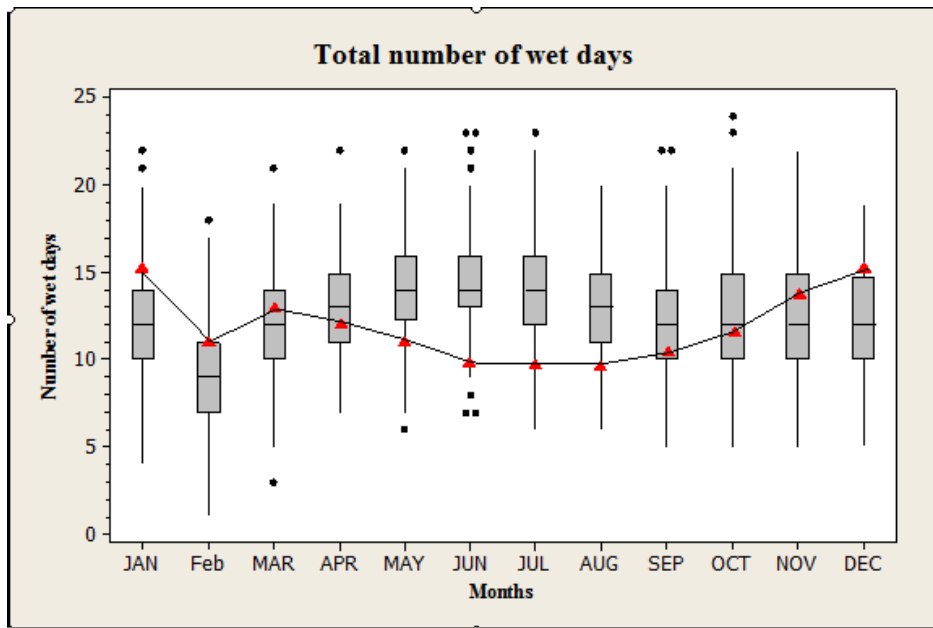 Total number of wet days
25
20
15
10
5
0
Number of wet days
JAN Feb MAR APR MAY JUN JUL AUG SEP OCT NOV DEC
Months